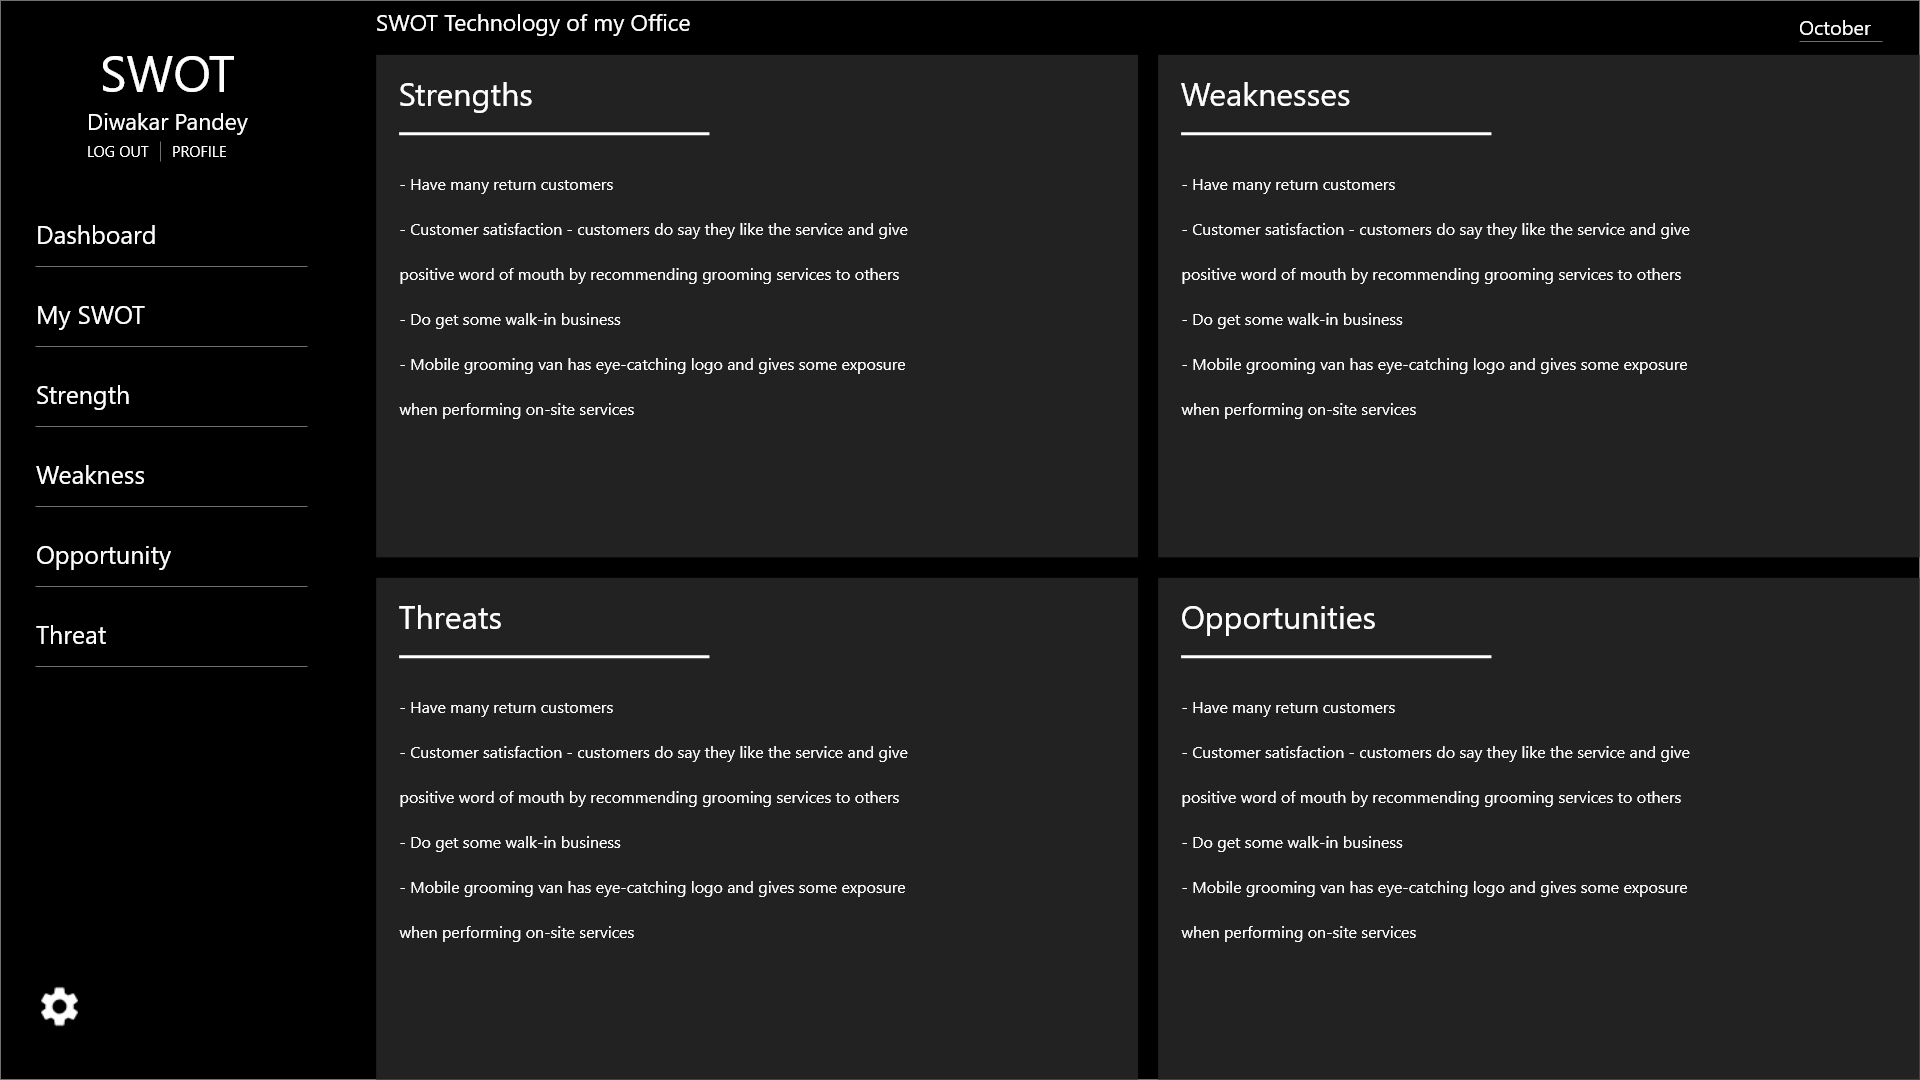 SWOT
Diwakar Pandey
LOG OUT PROFILE
Dashboard
My SWOT
Strength
Weakness
Opportunity
Threat
SWOT Technology of my Office
October
Strengths
- Have many return customers
- Customer satisfaction - customers do say they like the service and give
positive word of mouth by recommending grooming services to others
- Do get some walk-in business
- Mobile grooming van has eye-catching logo and gives some exposure
when performing on-site services
Weaknesses
- Have many return customers
- Customer satisfaction - customers do say they like the service and give
positive word of mouth by recommending grooming services to others
- Do get some walk-in business
- Mobile grooming van has eye-catching logo and gives some exposure
when performing on-site services
Threats
- Have many return customers
- Customer satisfaction - customers do say they like the service and give
positive word of mouth by recommending grooming services to others
- Do get some walk-in business
- Mobile grooming van has eye-catching logo and gives some exposure
when performing on-site services
Opportunities
- Have many return customers
- Customer satisfaction - customers do say they like the service and give
positive word of mouth by recommending grooming services to others
- Do get some walk-in business
- Mobile grooming van has eye-catching logo and gives some exposure
when performing on-site services